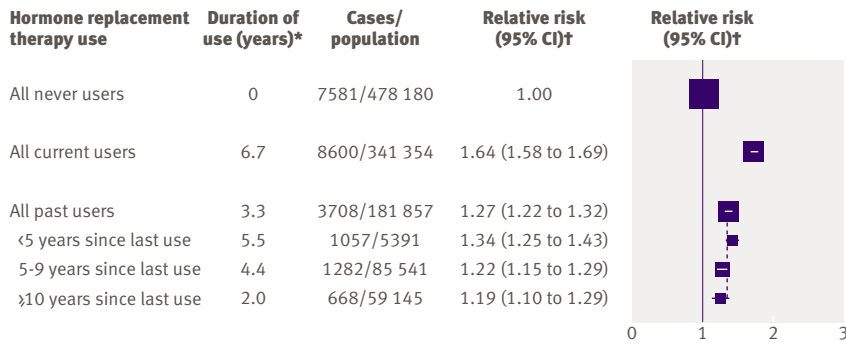 Hormone replacement therapy use Duration of use (years)* Cases/ population Relative risk (95% CI)† Relative risk (95% CI)†
All never users 0 7581/478 180 1.00
All current users 6.7 8600/341 354 1.64 (1.58 to 1.69)
All past users 3.3 3708/181 857 1.27 (1.22 to 1.32)
<5 years since last use 5.5 1057/5391 1.34 (1.25 to 1.43)
5-9 years since last use 4.4 1282/85 541 1.22 (1.15 to 1.29)
≥10 years since last use 2.0 668/59 145 1.19 (1.10 to 1.29)
0 1 2 3